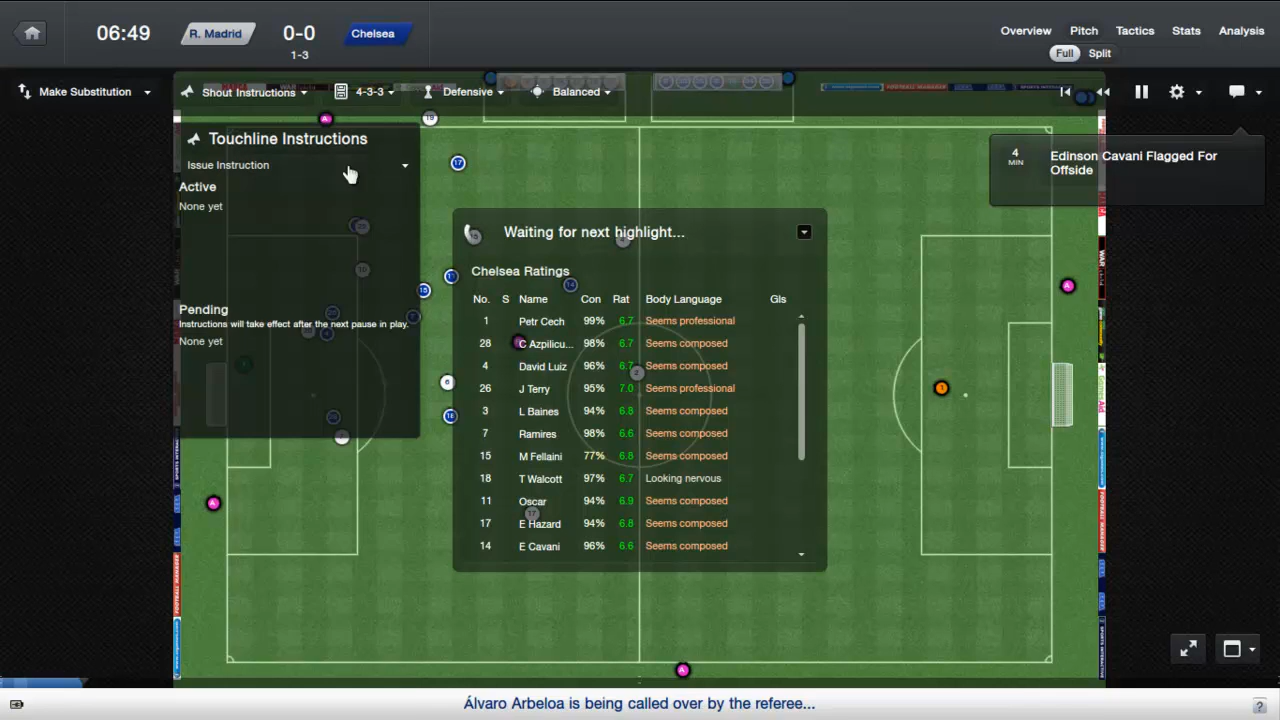 06:49
R. Madrid
0-0
Chelsea
1-3
Overview
Pitch
Tactics
Stats
Analysis
Full
Split
Make Substitution
Shout Instructions
4-3-3
Defensive
Balanced
Touchline Instructions
Issue Instruction
Active
None yet
Pending
Instructions will take effect after the next pause in play.
None yet
4
MIN
Edinson Cavani Flagged For
Offside
Waiting for next highlight...
Chelsea Ratings
No. S Name Con Rat Body Language Gls
1 Petr Cech 99% 6.7 Seems professional
28 C Azpilicu... 98% 6.7 Seems composed
4 David Luiz 96% 6.7 Seems composed
26 J Terry 95% 7.0 Seems professional
3 L Baines 94% 6.8 Seems composed
7 Ramires 98% 6.6 Seems composed
15 M Fellaini 77% 6.8 Seems composed
18 T Walcott 97% 6.7 Looking nervous
11 Oscar 94% 6.9 Seems composed
17 E Hazard 94% 6.8 Seems composed
14 E Cavani 96% 6.6 Seems composed
Álvaro Arbeloa is being called over by the referee...
?